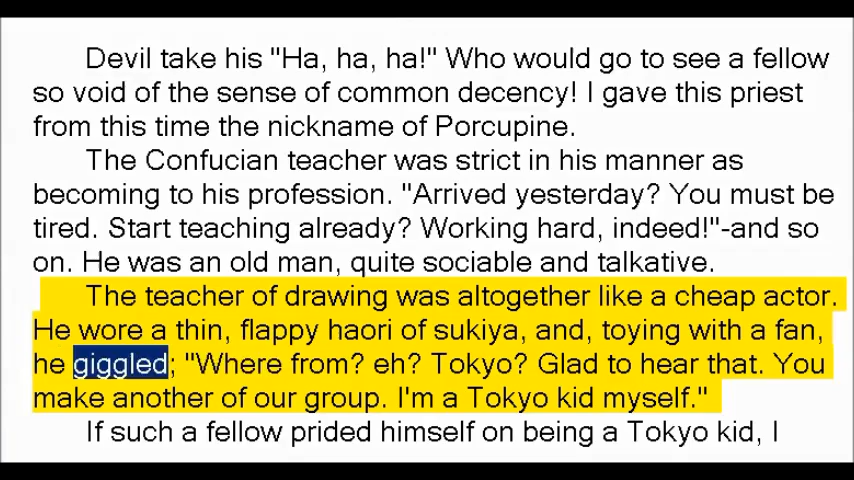 Devil take his "Ha, ha, ha!" Who would go to see a fellow
so void of the sense of common decency! I gave this priest
from this time the nickname of Porcupine.
The Confucian teacher was strict in his manner as
becoming to his profession. "Arrived yesterday? You must be
tired. Start teaching already? Working hard, indeed!"-and so
on. He was an old man, quite sociable and talkative.
The teacher of drawing was altogether like a cheap actor.
He wore a thin, flappy haori of sukiya, and, toying with a fan,
he giggled; "Where from? eh? Tokyo? Glad to hear that. You
make another of our group. I'm a Tokyo kid myself."
If such a fellow prided himself on being a Tokyo kid, I